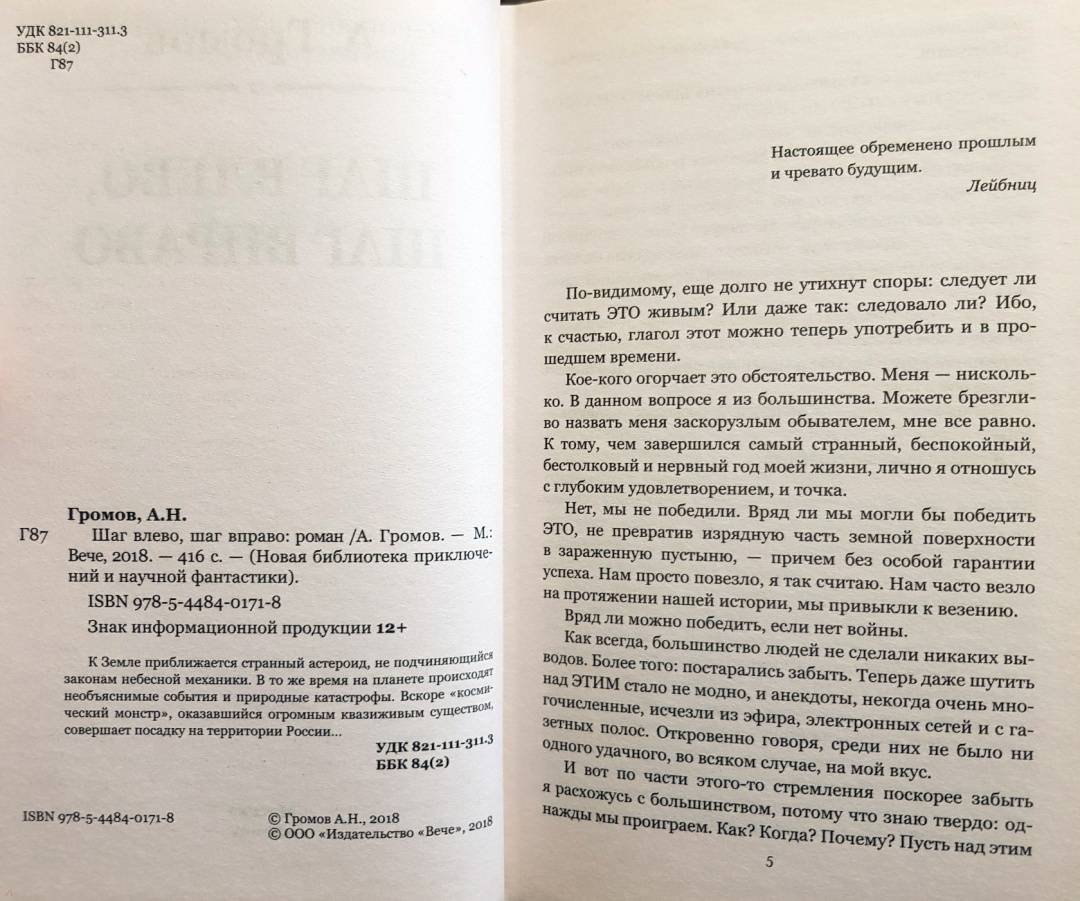 УДК 821-111-311.3
ББК 84(2)
Г87
Громов, А.Н.
Г87 Шаг влево, шаг вправо: роман /А. Громов. — М.:
Вече, 2018. — 416 с. — (Новая библиотека приключе-
ний и научной фантастики).
ISBN 978-5-4484-0171-8
Знак информационной продукции 12+
К Земле приближается странный астероид, не подчиняющийся
законам небесной механики. В то же время на планете происходят
необъяснимые события и природные катастрофы. Вскоре «косми-
ческий монстр», оказавшийся огромным квазиживым существом,
совершает посадку на территории России...
УДК 821-111-311.3
ББК 84(2)
ISBN 978-5-4484-0171-8
© Громов А.Н., 2018
© ООО «Издательство «Вече», 2018
Настоящее обременено прошлым
и чревато будущим.
Лейбниц
По-видимому, еще долго не утихнут споры: следует ли
считать ЭТО живым? Или даже так: следовало ли? Ибо,
к счастью, глагол этот можно теперь употребить и в про-
шедшем времени.
Кое-кого огорчает это обстоятельство. Меня — нисколь-
ко. В данном вопросе я из большинства. Можете брезгли-
во назвать меня заскорузлым обывателем, мне все равно.
К тому, чем завершился самый странный, беспокойный,
бестолковый и нервный год моей жизни, лично я отношусь
с глубоким удовлетворением, и точка.
Нет, мы не победили. Вряд ли мы могли бы победить
ЭТО, не превратив изрядную часть земной поверхности
в зараженную пустыню, — причем без особой гарантии
успеха. Нам просто повезло, я так считаю. Нам часто везло
на протяжении нашей истории, мы привыкли к везению.
Вряд ли можно победить, если нет войны.
Как всегда, большинство людей не сделали никаких вы-
водов. Более того: постарались забыть. Теперь даже шутить
над ЭТИМ стало не модно, и анекдоты, некогда очень мно-
гочисленные, исчезли из эфира, электронных сетей и с га-
зетных полос. Откровенно говоря, среди них не было ни
одного удачного, во всяком случае, на мой вкус.
И вот по части этого-то стремления поскорее забыть
я расхожусь с большинством, потому что знаю твердо: од-
нажды мы проиграем. Как? Когда? Почему? Пусть над этим
5